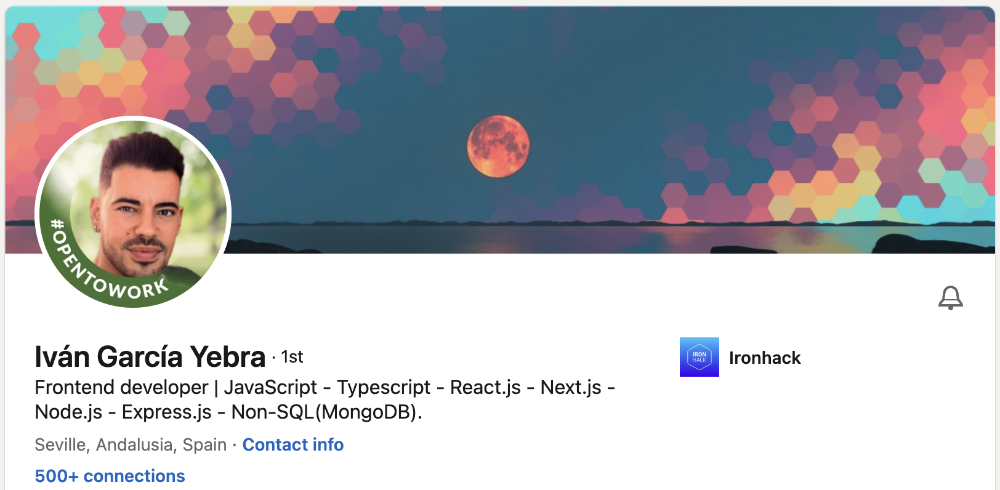 #OPENTOWORK
Iván García Yebra · 1st
IRON
HACK
Ironhack
Frontend developer | JavaScript - Typescript - React.js - Next.js -
Node.js - Express.js - Non-SQL(MongoDB).
Seville, Andalusia, Spain · Contact info
500+ connections